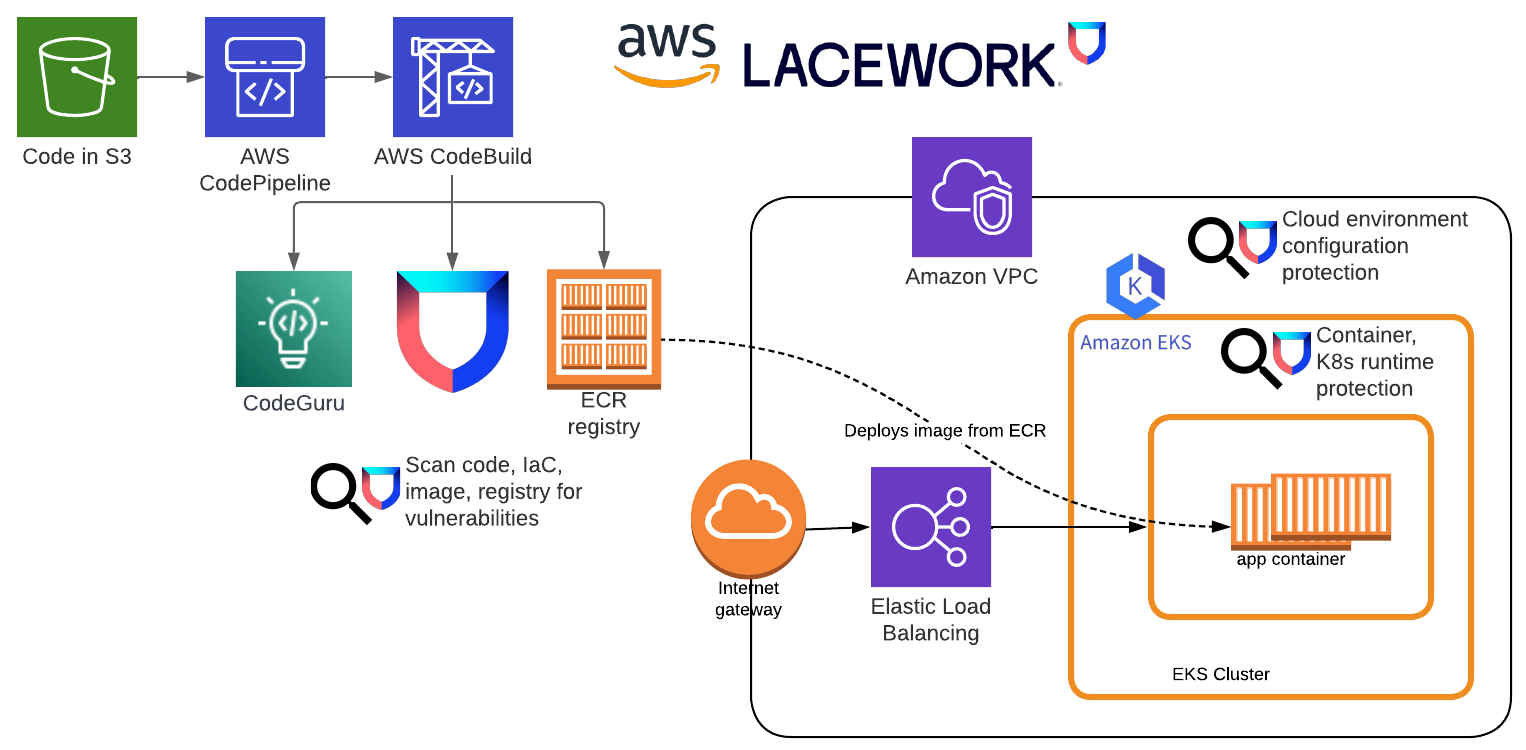 aws
LACEWORK
Code in S3
AWS
CodePipeline
AWS CodeBuild
CodeGuru
ECR
registry
Scan code, IaC,
image, registry for
vulnerabilities
Amazon VPC
Cloud environment
configuration
protection
K
Amazon EKS
Container,
K8s runtime
protection
Deploys image from ECR
Internet
gateway
Elastic Load
Balancing
app container
EKS Cluster